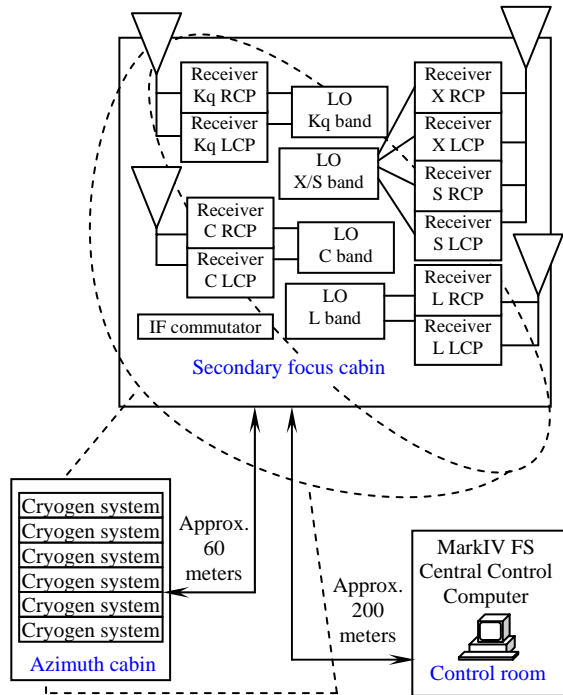 Receiver
Kq RCP
Receiver
Kq LCP
LO
Kq band
LO
X/S band
Receiver
X RCP
Receiver
X LCP
Receiver
S RCP
Receiver
S LCP
Receiver
C RCP
Receiver
C LCP
LO
C band
LO
L band
Receiver
L RCP
Receiver
L LCP
IF commutator
Secondary focus cabin
Cryogen system
Cryogen system
Cryogen system
Cryogen system
Cryogen system
Cryogen system
Azimuth cabin
Approx.
60
meters
Approx.
200
meters
MarkIV FS
Central Control
Computer
Control room